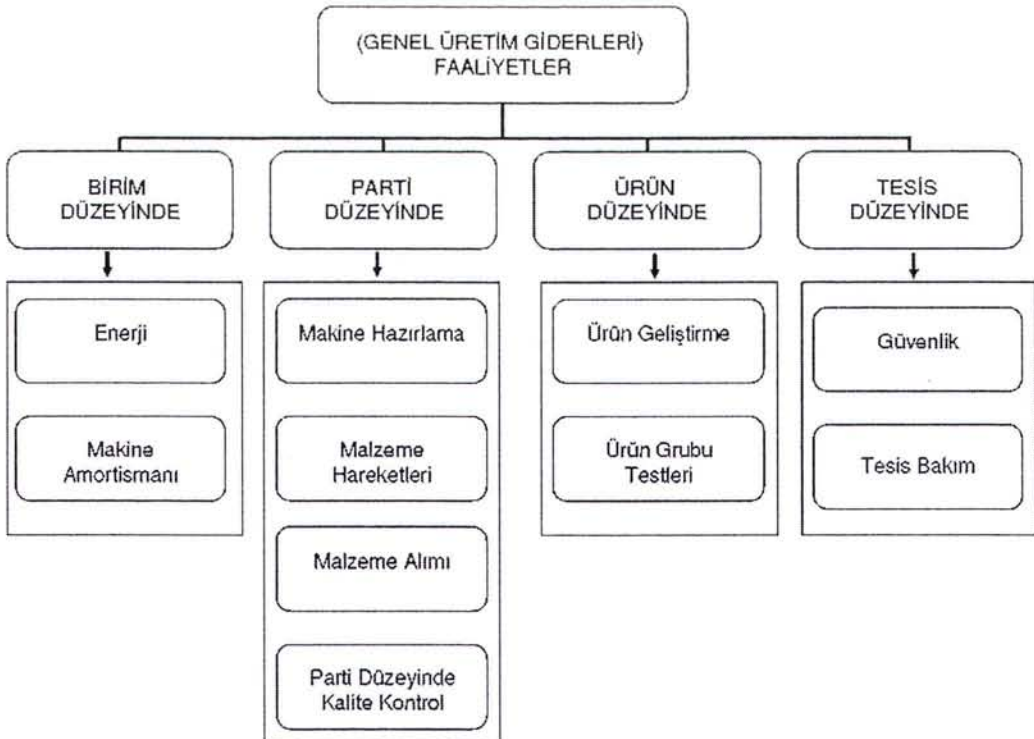 (GENEL ÜRETİM GİDERLERİ)
FAALİYETLER
BİRİM
DÜZEYİNDE
PARTİ
DÜZEYİNDE
ÜRÜN
DÜZEYİNDE
TESİS
DÜZEYİNDE
Enerji
Makine
Amortismanı
Makine Hazırlama
Malzeme
Hareketleri
Malzeme Alımı
Parti Düzeyinde
Kalite Kontrol
Ürün Geliştirme
Ürün Grubu
Testleri
Güvenlik
Tesis Bakım